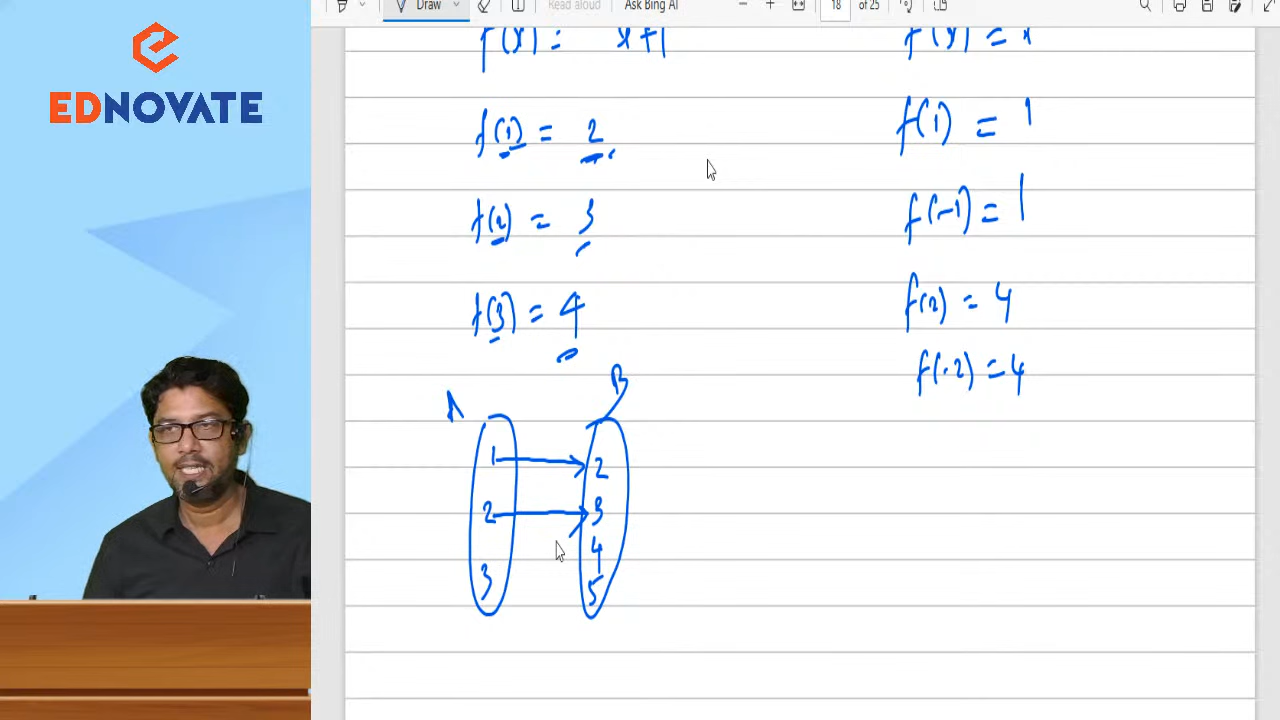 Draw
Read aloud
Ask Bing AI
18 of 25
EDNOVATE
f(x) = x+1
f(1) = 2
f(2) = 3
f(3) = 4
A B
1 2
2 3
3 4
5
f(x) = x
f(1) = 1
f(-1) = 1
f(2) = 4
f(-2) = 4